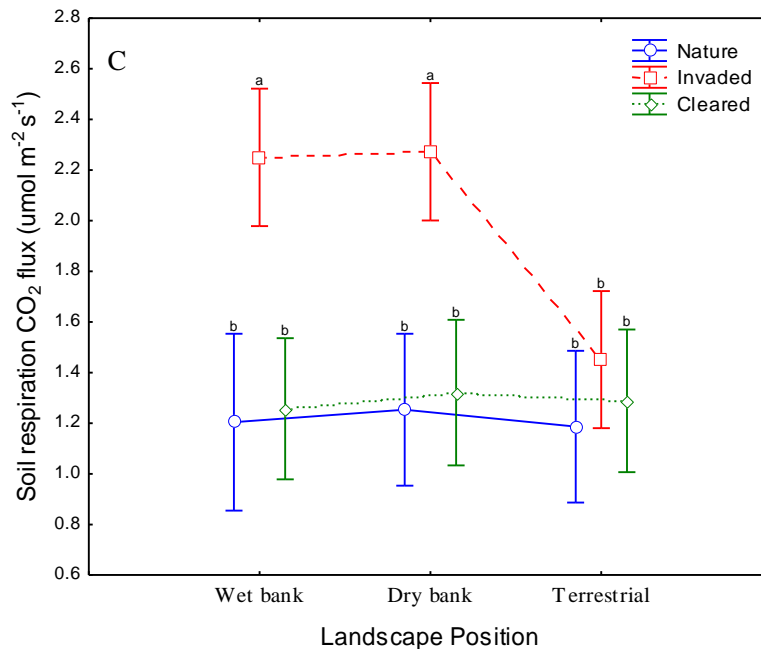 C
Nature
Invaded
Cleared
Soil respiration CO₂ flux (umol m⁻² s⁻¹)
2.8
2.6
2.4
2.2
2.0
1.8
1.6
1.4
1.2
1.0
0.8
0.6
a a
b b b b b b b
Wet bank Dry bank Terrestrial
Landscape Position